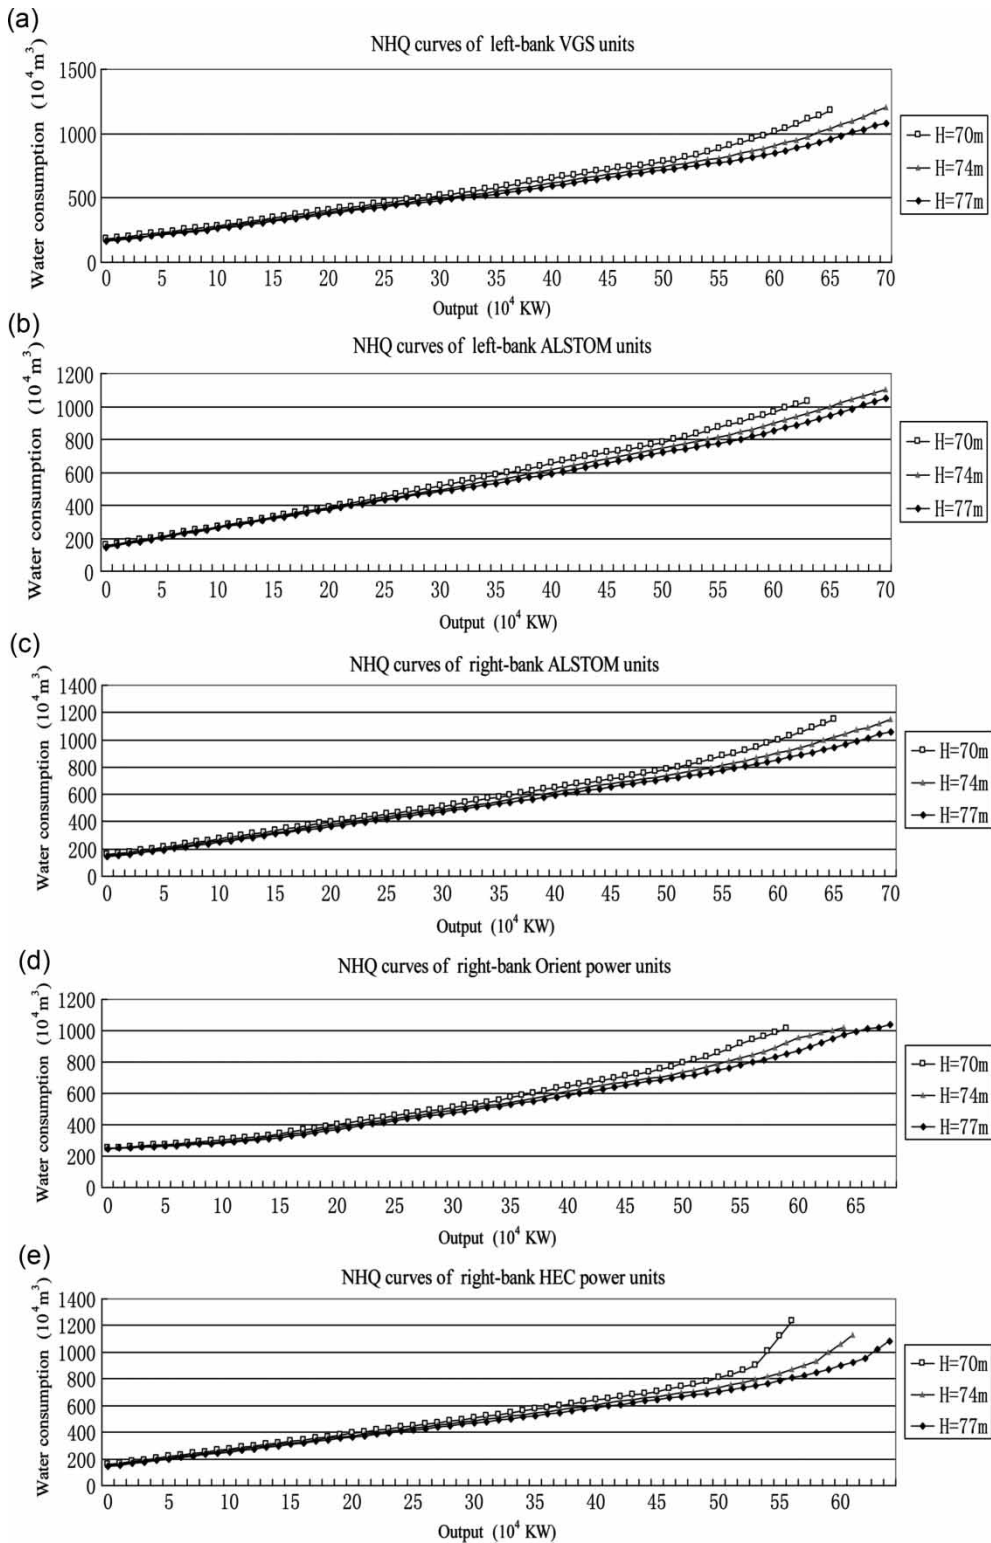 (a)
NHQ curves of left-bank VGS units
Water consumption (10⁴m³)
1500
1000
500
0
0 5 10 15 20 25 30 35 40 45 50 55 60 65 70
Output (10⁴ KW)
H=70m
H=74m
H=77m
(b)
NHQ curves of left-bank ALSTOM units
Water consumption (10⁴m³)
1200
1000
800
600
400
200
0
0 5 10 15 20 25 30 35 40 45 50 55 60 65 70
Output (10⁴ KW)
H=70m
H=74m
H=77m
(c)
NHQ curves of right-bank ALSTOM units
Water consumption (10⁴m³)
1400
1200
1000
800
600
400
200
0
0 5 10 15 20 25 30 35 40 45 50 55 60 65 70
Output (10⁴ KW)
H=70m
H=74m
H=77m
(d)
NHQ curves of right-bank Orient power units
Water consumption (10⁴m³)
1200
1000
800
600
400
200
0
0 5 10 15 20 25 30 35 40 45 50 55 60 65
Output (10⁴ KW)
H=70m
H=74m
H=77m
(e)
NHQ curves of right-bank HEC power units
Water consumption (10⁴m³)
1400
1200
1000
800
600
400
200
0
0 5 10 15 20 25 30 35 40 45 50 55 60
Output (10⁴ KW)
H=70m
H=74m
H=77m